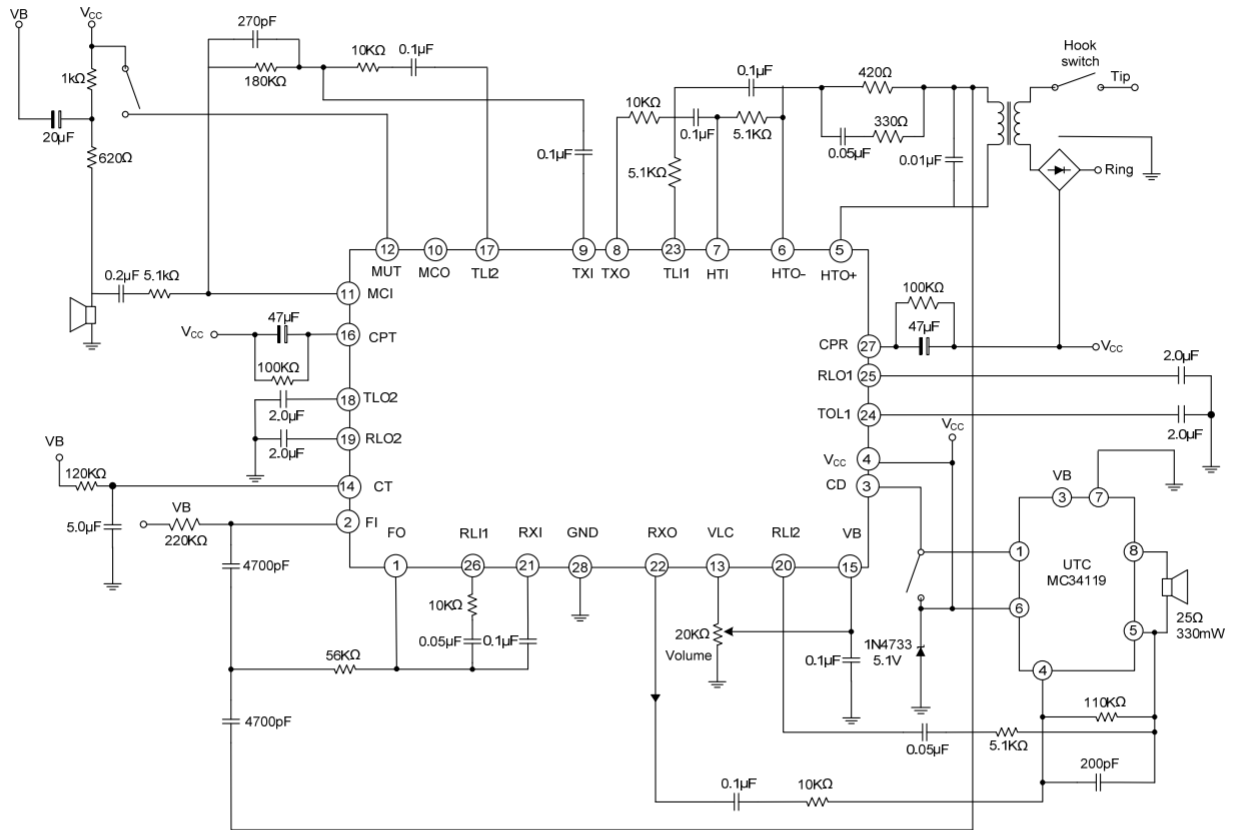 VB
V_CC
1kΩ
20µF
620Ω
270pF
180KΩ
10KΩ
0.1µF
0.1µF
0.1µF
10KΩ
0.1µF
5.1KΩ
5.1KΩ
420Ω
330Ω
0.05µF
0.01µF
Hook
switch
Tip
Ring
0.2µF
5.1kΩ
12
10
17
9
8
23
7
6
5
MUT
MCO
TLI2
TXI
TXO
TLI1
HTI
HTO-
HTO+
11
MCI
V_CC
47µF
100KΩ
16
CPT
18
TLO2
2.0µF
19
RLO2
2.0µF
VB
120KΩ
14
CT
5.0µF
VB
220KΩ
2
FI
100KΩ
47µF
CPR
27
V_CC
RLO1
25
2.0µF
TOL1
24
2.0µF
V_CC
V_CC
4
CD
3
FO
RLI1
RXI
GND
RXO
VLC
RLI2
VB
1
26
21
28
22
13
20
15
4700pF
10KΩ
0.05µF
0.1µF
56KΩ
4700pF
20KΩ
Volume
0.1µF
1N4733
5.1V
VB
3
7
1
8
UTC
MC34119
6
5
4
25Ω
330mW
110KΩ
0.05µF
5.1KΩ
200pF
0.1µF
10KΩ